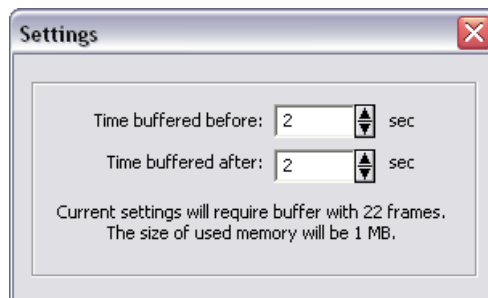 Settings
Time buffered before: 2 sec
Time buffered after: 2 sec
Current settings will require buffer with 22 frames.
The size of used memory will be 1 MB.